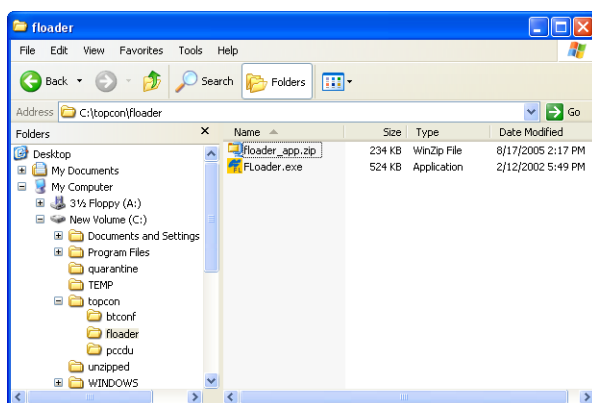 floader
File Edit View Favorites Tools Help
Back Search Folders
Address C:\topcon\floader Go
Folders
Name Size Type Date Modified
Desktop
My Documents
My Computer
3½ Floppy (A:)
New Volume (C:)
Documents and Settings
Program Files
quarantine
TEMP
topcon
btconf
floader
pccdu
unzipped
WINDOWS
floader_app.zip 234 KB WinZip File 8/17/2005 2:17 PM
FLoader.exe 524 KB Application 2/12/2002 5:49 PM